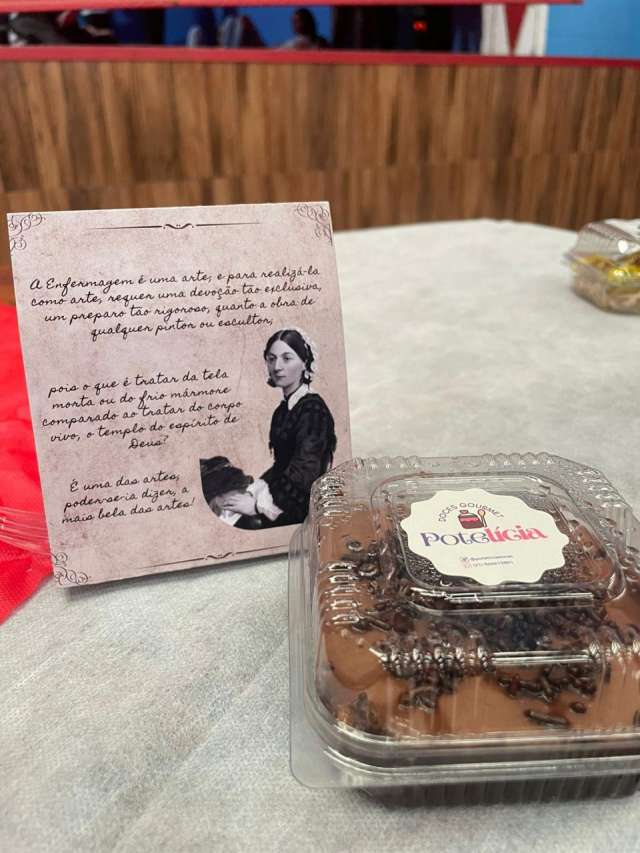 A Enfermagem é uma arte; e para realizá-la
como arte, requer uma devoção tão exclusiva,
um preparo tão rigoroso, quanto a obra de
qualquer pintor ou escultor;
pois o que é tratar da tela
morta ou do frio mármore
comparado ao tratar do corpo
vivo, o templo do espírito de
Deus?
É uma das artes;
poder-se-ia dizer, a
mais bela das artes!
DOCES GOURMET
Potelícia